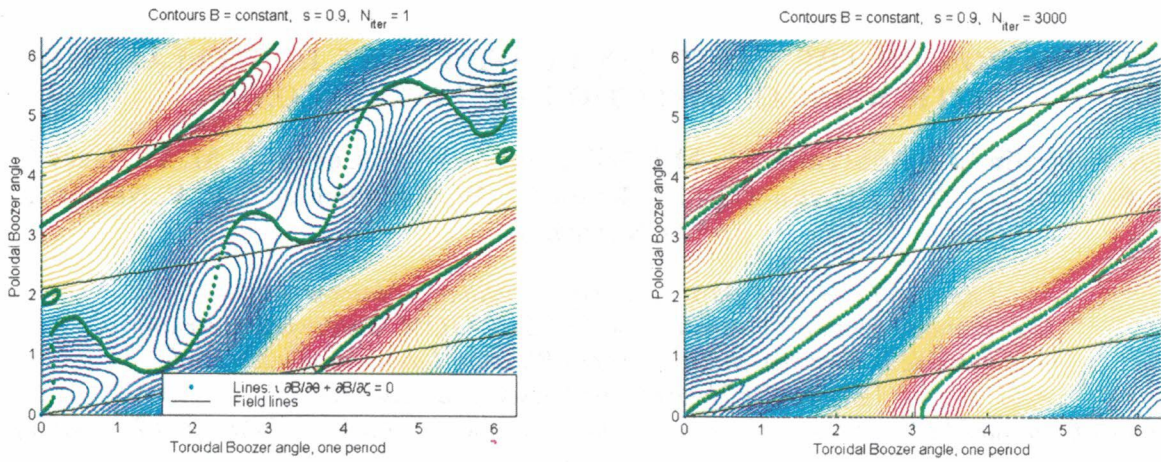 Contours B = constant, s = 0.9, N_iter = 1
Poloidal Boozer angle
6
5
4
3
2
1
0
Lines, ι ∂B/∂θ + ∂B/∂ζ = 0
Field lines
0 1 2 3 4 5 6
Toroidal Boozer angle, one period
Contours B = constant, s = 0.9, N_iter = 3000
Poloidal Boozer angle
6
5
4
3
2
1
0
0 1 2 3 4 5 6
Toroidal Boozer angle, one period